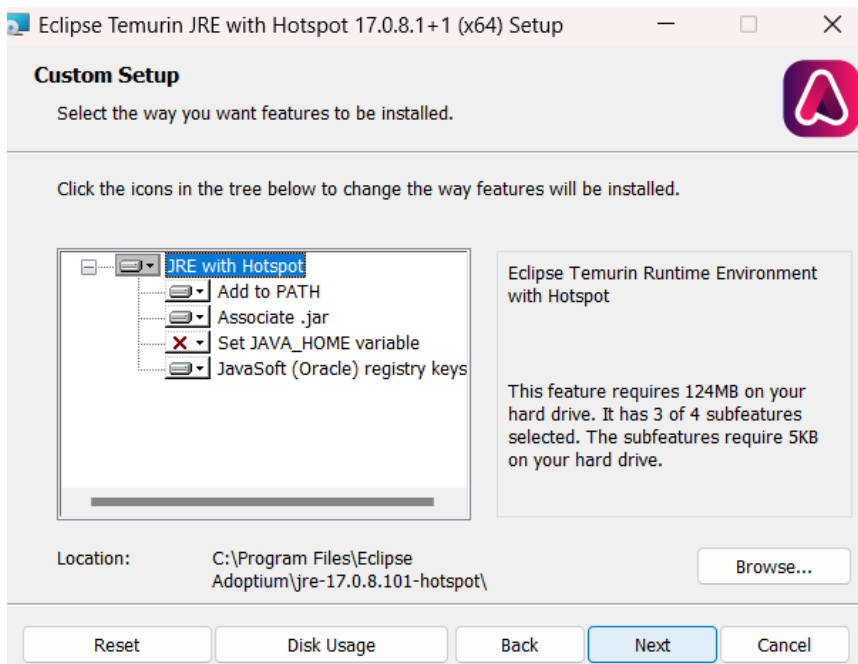 Eclipse Temurin JRE with Hotspot 17.0.8.1+1 (x64) Setup
Custom Setup
Select the way you want features to be installed.
Click the icons in the tree below to change the way features will be installed.
JRE with Hotspot
Add to PATH
Associate .jar
Set JAVA_HOME variable
JavaSoft (Oracle) registry keys
Eclipse Temurin Runtime Environment
with Hotspot
This feature requires 124MB on your
hard drive. It has 3 of 4 subfeatures
selected. The subfeatures require 5KB
on your hard drive.
Location:
C:\Program Files\Eclipse
Adoptium\jre-17.0.8.101-hotspot\
Browse...
Reset
Disk Usage
Back
Next
Cancel